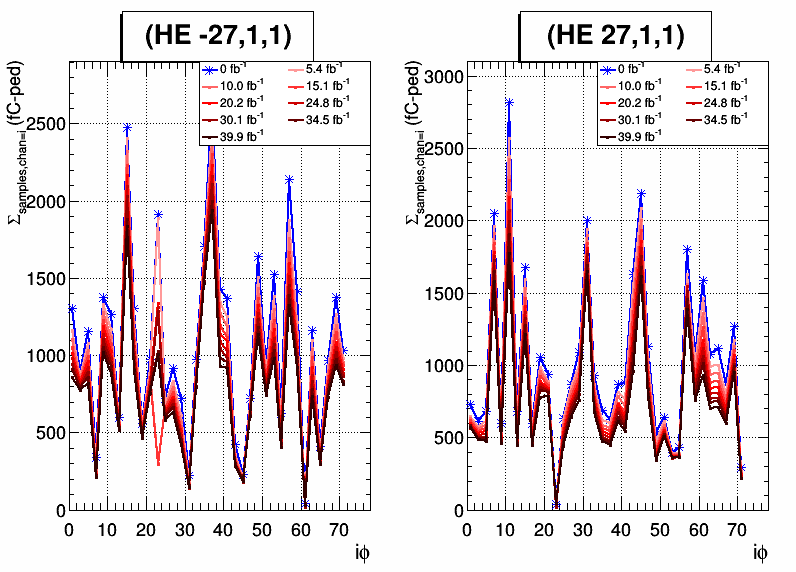 (HE -27,1,1)
Σsamples,chan=i (fC-ped)
0 fb⁻¹ 5.4 fb⁻¹
10.0 fb⁻¹ 15.1 fb⁻¹
20.2 fb⁻¹ 24.8 fb⁻¹
30.1 fb⁻¹ 34.5 fb⁻¹
39.9 fb⁻¹
2500
2000
1500
1000
500
0
0 10 20 30 40 50 60 70
iϕ
(HE 27,1,1)
Σsamples,chan=i (fC-ped)
0 fb⁻¹ 5.4 fb⁻¹
10.0 fb⁻¹ 15.1 fb⁻¹
20.2 fb⁻¹ 24.8 fb⁻¹
30.1 fb⁻¹ 34.5 fb⁻¹
39.9 fb⁻¹
3000
2500
2000
1500
1000
500
0
0 10 20 30 40 50 60 70
iϕ